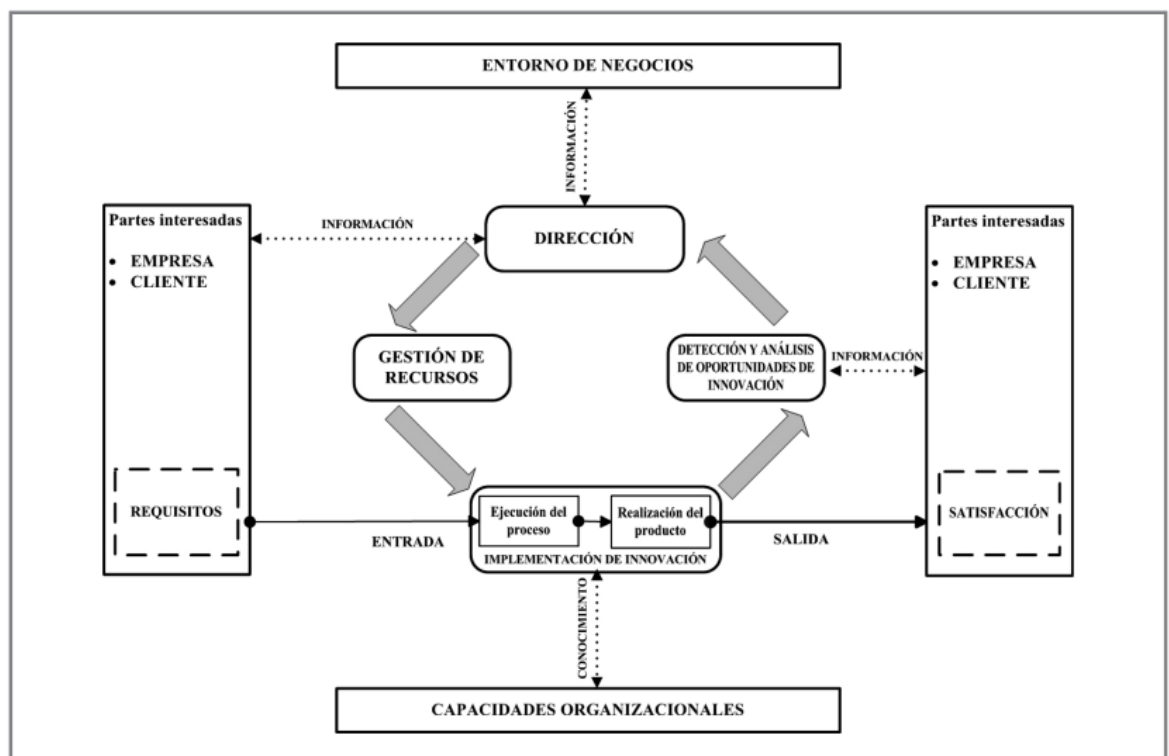 ENTORNO DE NEGOCIOS
INFORMACIÓN
Partes interesadas
• EMPRESA
• CLIENTE
INFORMACIÓN
DIRECCIÓN
Partes interesadas
• EMPRESA
• CLIENTE
GESTIÓN DE
RECURSOS
DETECCIÓN Y ANÁLISIS
DE OPORTUNIDADES DE
INNOVACIÓN
INFORMACIÓN
REQUISITOS
ENTRADA
Ejecución del
proceso
Realización del
producto
IMPLEMENTACIÓN DE INNOVACIÓN
SALIDA
SATISFACCIÓN
CONOCIMIENTO
CAPACIDADES ORGANIZACIONALES